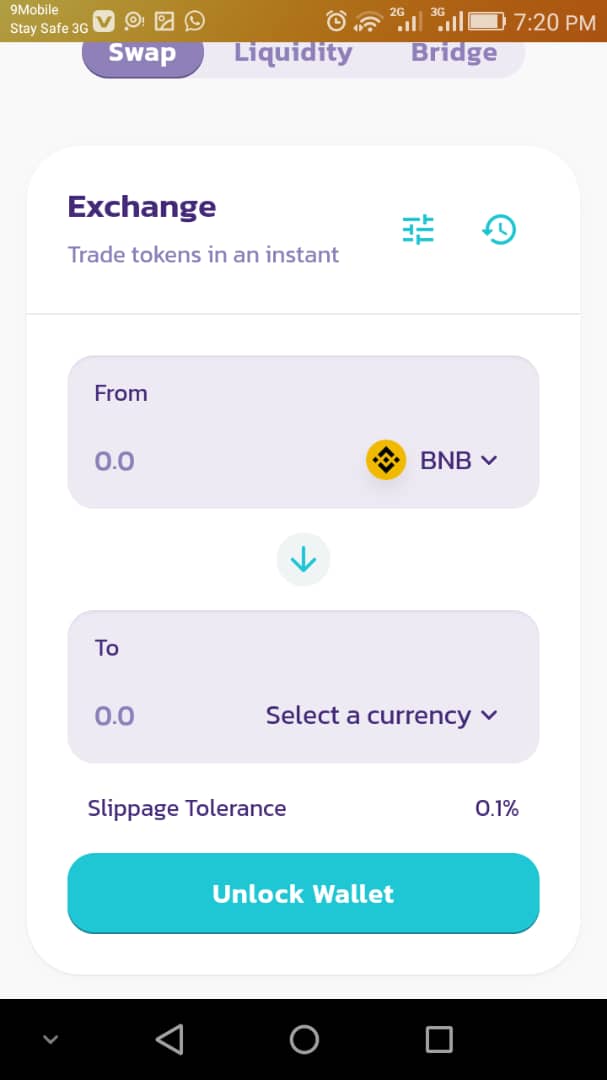 9Mobile
Stay Safe 3G
2G
3G
7:20 PM
Swap
Liquidity
Bridge
Exchange
Trade tokens in an instant
From
0.0
BNB
To
0.0
Select a currency
Slippage Tolerance
0.1%
Unlock Wallet